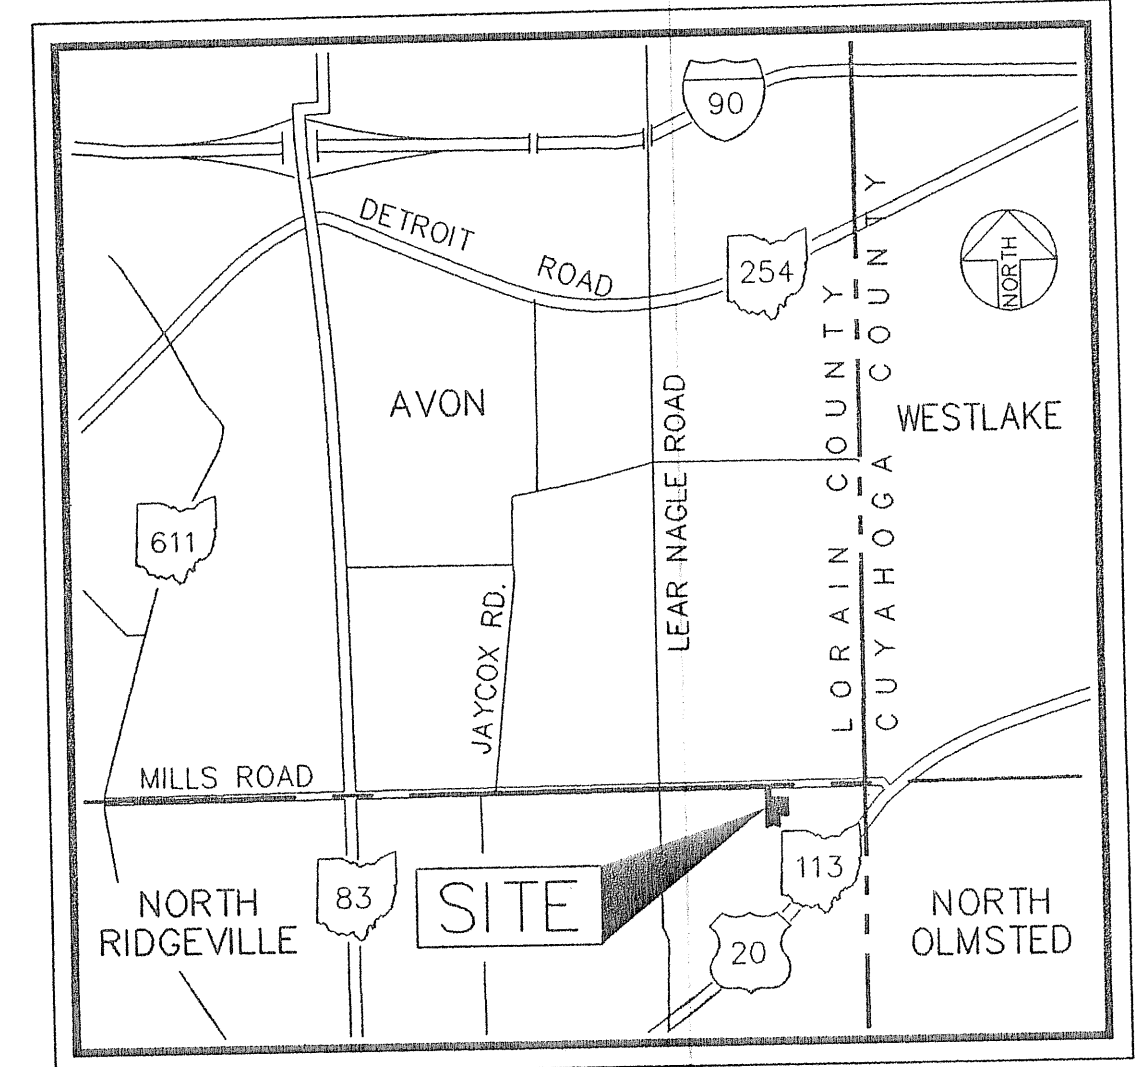 90
DETROIT ROAD
254
NORTH
AVON
WESTLAKE
LEAR NAGLE ROAD
LORAIN COUNTY
CUYAHOGA COUNTY
611
JAYCOX RD.
MILLS ROAD
SITE
113
83
NORTH
RIDGEVILLE
20
NORTH
OLMSTED